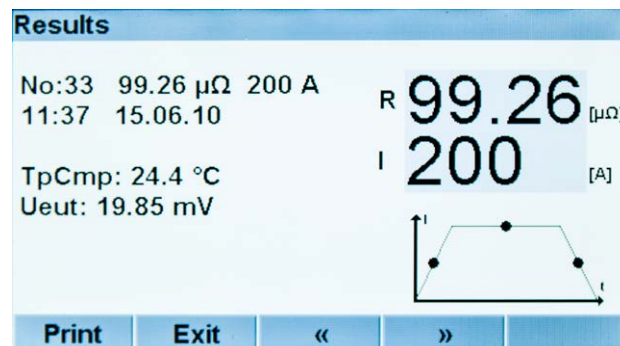 Results
No:33 99.26 µΩ 200 A
11:37 15.06.10
TpCmp: 24.4 °C
Ueut: 19.85 mV
R 99.26 [µΩ]
I 200 [A]
I
t
Print Exit « »